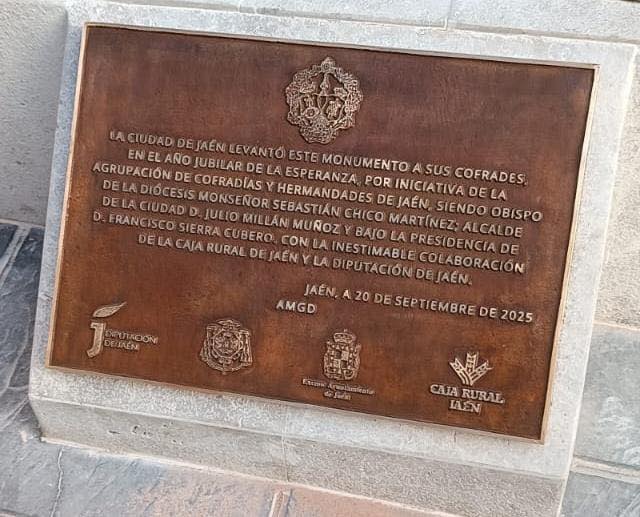 LA CIUDAD DE JAÉN LEVANTÓ ESTE MONUMENTO A SUS COFRADES,
EN EL AÑO JUBILAR DE LA ESPERANZA, POR INICIATIVA DE LA
AGRUPACIÓN DE COFRADÍAS Y HERMANDADES DE JAÉN, SIENDO OBISPO
DE LA DIÓCESIS MONSEÑOR SEBASTIÁN CHICO MARTÍNEZ; ALCALDE
DE LA CIUDAD D. JULIO MILLÁN MUÑOZ Y BAJO LA PRESIDENCIA DE
D. FRANCISCO SIERRA CUBERO. CON LA INESTIMABLE COLABORACIÓN
DE LA CAJA RURAL DE JAÉN Y LA DIPUTACIÓN DE JAÉN.
JAÉN, A 20 DE SEPTIEMBRE DE 2025
AMGD
DIPUTACIÓN
DE JAÉN
Excmo. Ayuntamiento
de Jaén
CAJA RURAL
JAÉN